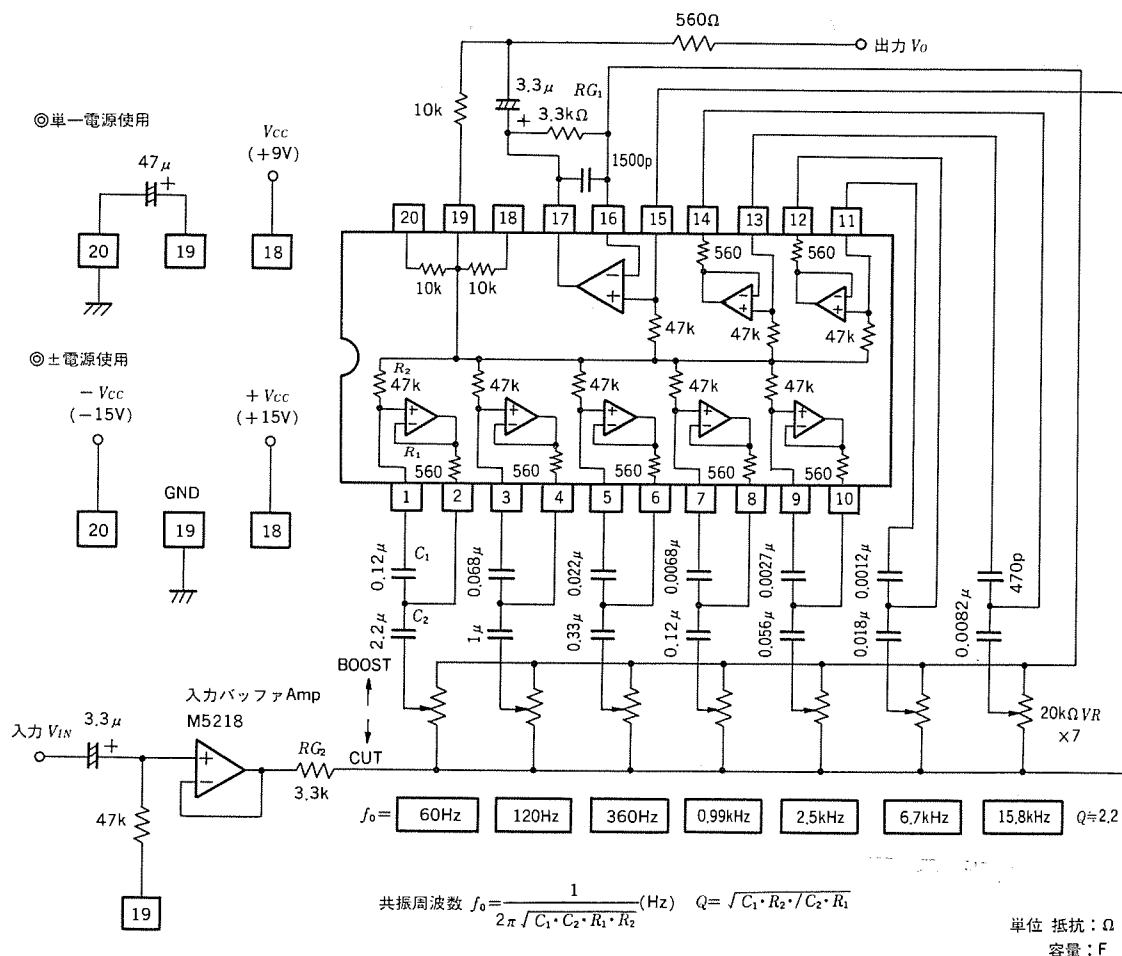 560Ω
出力 VO
3.3μ
RG1
3.3kΩ
10k
1500p
◎単一電源使用
47μ
+
VCC
(+9V)
20
19
18
20
19
18
17
16
15
14
13
12
11
10k
10k
560
560
47k
47k
47k
◎±電源使用
-VCC
(-15V)
+VCC
(+15V)
GND
20
19
18
R2
47k
47k
47k
47k
47k
R1
560
560
560
560
560
1
2
3
4
5
6
7
8
9
10
C1
0.12μ
0.068μ
0.022μ
0.0068μ
0.0027μ
0.0012μ
470p
C2
2.2μ
1μ
0.33μ
0.12μ
0.056μ
0.018μ
0.0082μ
BOOST
CUT
20kΩVR
×7
入力バッファAmp
M5218
入力 VIN
3.3μ
+
RG2
3.3k
47k
19
f0= 60Hz 120Hz 360Hz 0.99kHz 2.5kHz 6.7kHz 15.8kHz Q≒2.2
共振周波数 f0=1/2π√C1・C2・R1・R2(Hz) Q=√C1・R2・/C2・R1
単位 抵抗：Ω
容量：F